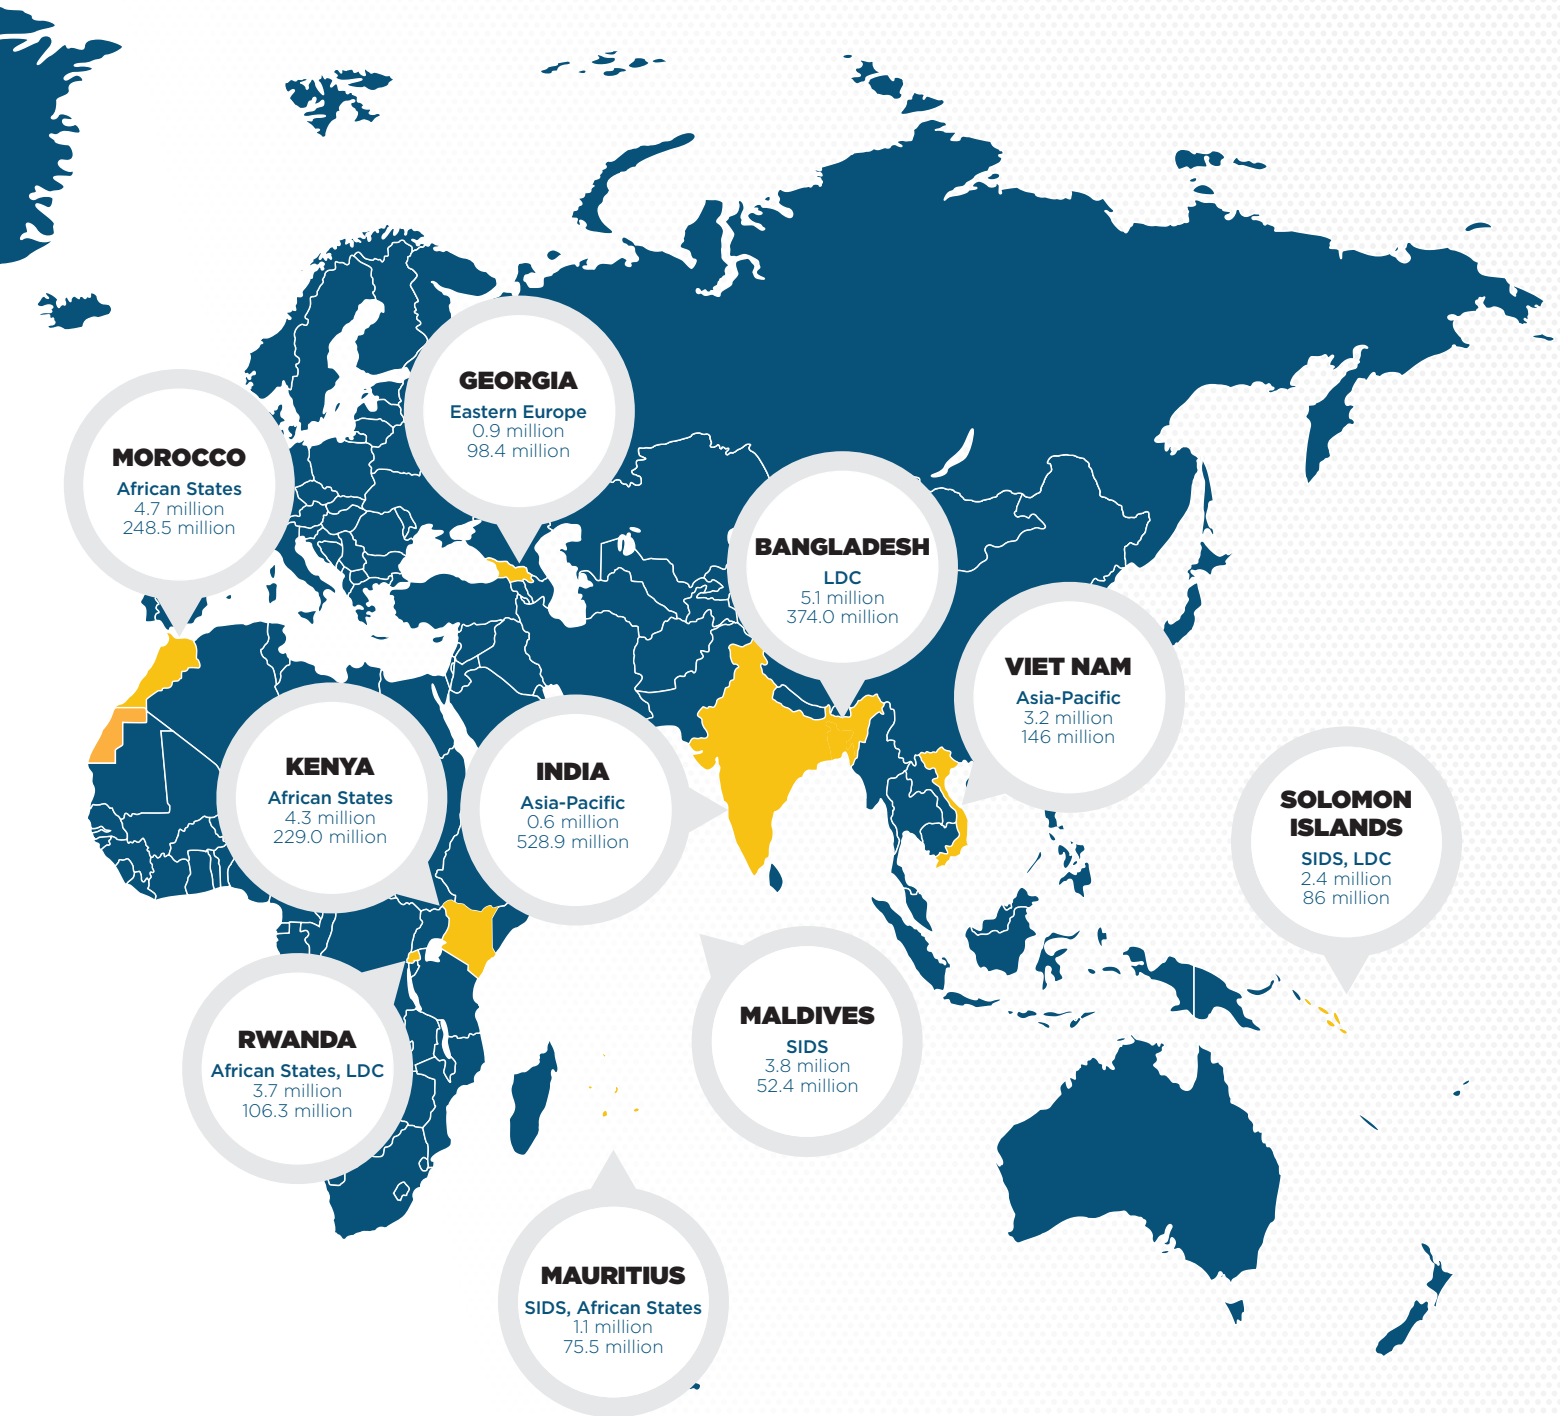 GEORGIA
Eastern Europe
0.9 million
98.4 million
MOROCCO
African States
4.7 million
248.5 million
BANGLADESH
LDC
5.1 million
374.0 million
VIET NAM
Asia-Pacific
3.2 million
146 million
KENYA
African States
4.3 million
229.0 million
INDIA
Asia-Pacific
0.6 million
528.9 million
SOLOMON
ISLANDS
SIDS, LDC
2.4 million
86 million
RWANDA
African States, LDC
3.7 million
106.3 million
MALDIVES
SIDS
3.8 milion
52.4 million
MAURITIUS
SIDS, African States
1.1 million
75.5 million